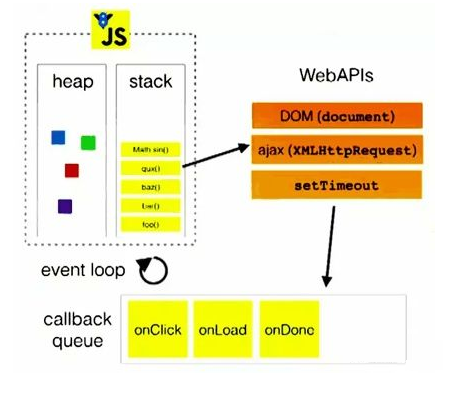 JS
heap
stack
WebAPIs
Math sin()
qux()
baz()
bar()
foo()
DOM (document)
ajax (XMLHttpRequest)
setTimeout
event loop
callback
queue
onClick
onLoad
onDone